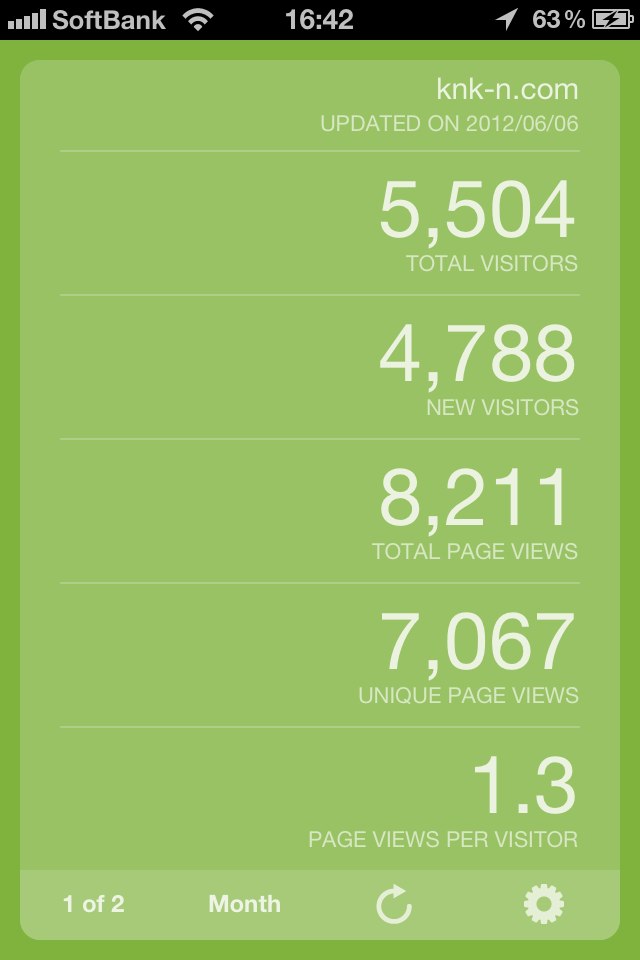 SoftBank 16:42 63%
knk-n.com
UPDATED ON 2012/06/06
5,504
TOTAL VISITORS
4,788
NEW VISITORS
8,211
TOTAL PAGE VIEWS
7,067
UNIQUE PAGE VIEWS
1.3
PAGE VIEWS PER VISITOR
1 of 2 Month